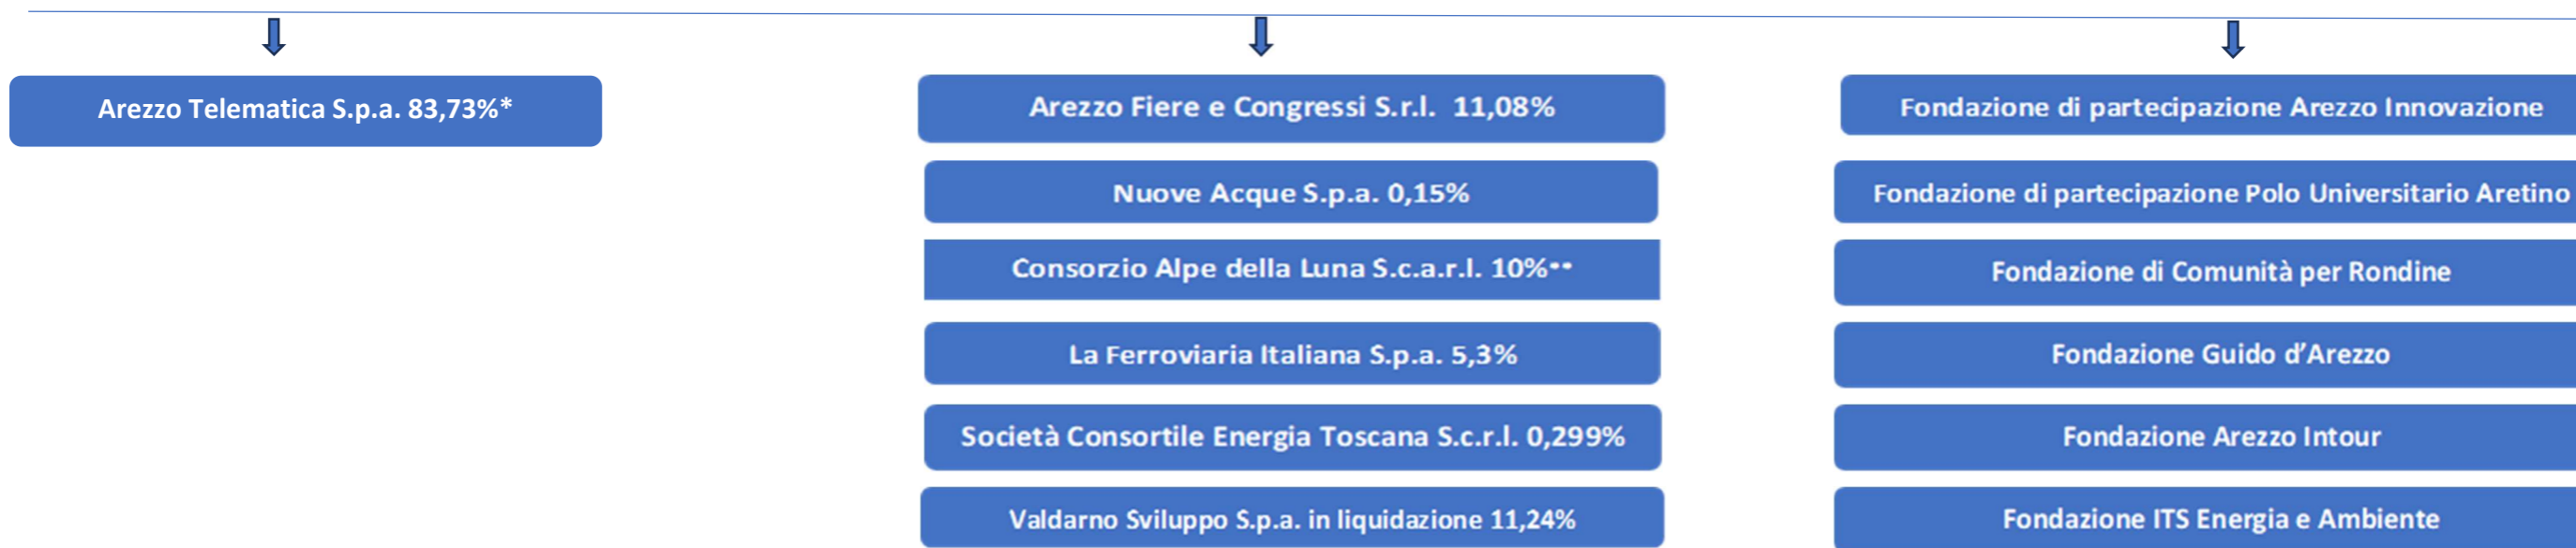 Arezzo Telematica S.p.a. 83,73%*
Arezzo Fiere e Congressi S.r.l. 11,08%
Nuove Acque S.p.a. 0,15%
Consorzio Alpe della Luna S.c.a.r.l. 10%**
La Ferroviaria Italiana S.p.a. 5,3%
Società Consortile Energia Toscana S.c.r.l. 0,299%
Valdarno Sviluppo S.p.a. in liquidazione 11,24%
Fondazione di partecipazione Arezzo Innovazione
Fondazione di partecipazione Polo Universitario Aretino
Fondazione di Comunità per Rondine
Fondazione Guido d’Arezzo
Fondazione Arezzo Intour
Fondazione ITS Energia e Ambiente